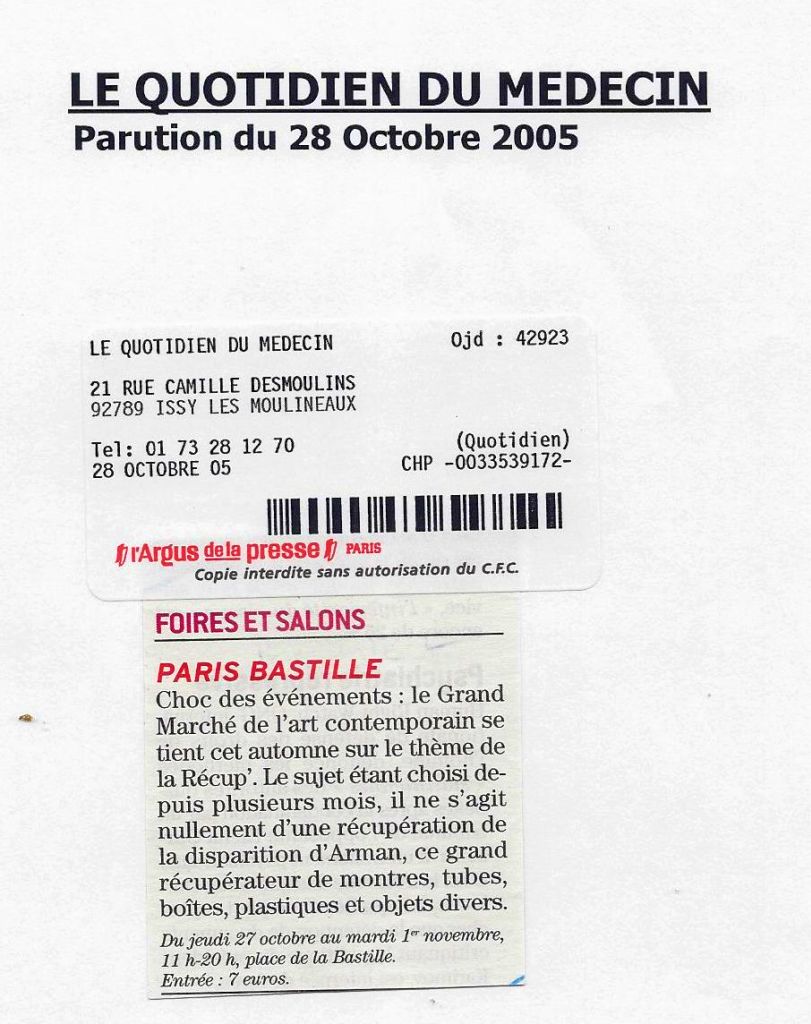 LE QUOTIDIEN DU MEDECIN
Parution du 28 Octobre 2005
LE QUOTIDIEN DU MEDECIN Ojd : 42923
21 RUE CAMILLE DESMOULINS
92789 ISSY LES MOULINEAUX
Tel: 01 73 28 12 70 (Quotidien)
28 OCTOBRE 05 CHP -0033539172-
l'Argus de la presse PARIS
Copie interdite sans autorisation du C.F.C.
FOIRES ET SALONS
PARIS BASTILLE
Choc des événements : le Grand
Marché de l'art contemporain se
tient cet automne sur le thème de
la Récup'. Le sujet étant choisi de-
puis plusieurs mois, il ne s'agit
nullement d'une récupération de
la disparition d'Arman, ce grand
récupérateur de montres, tubes,
boîtes, plastiques et objets divers.
Du jeudi 27 octobre au mardi 1er novembre,
11 h-20 h, place de la Bastille.
Entrée : 7 euros.